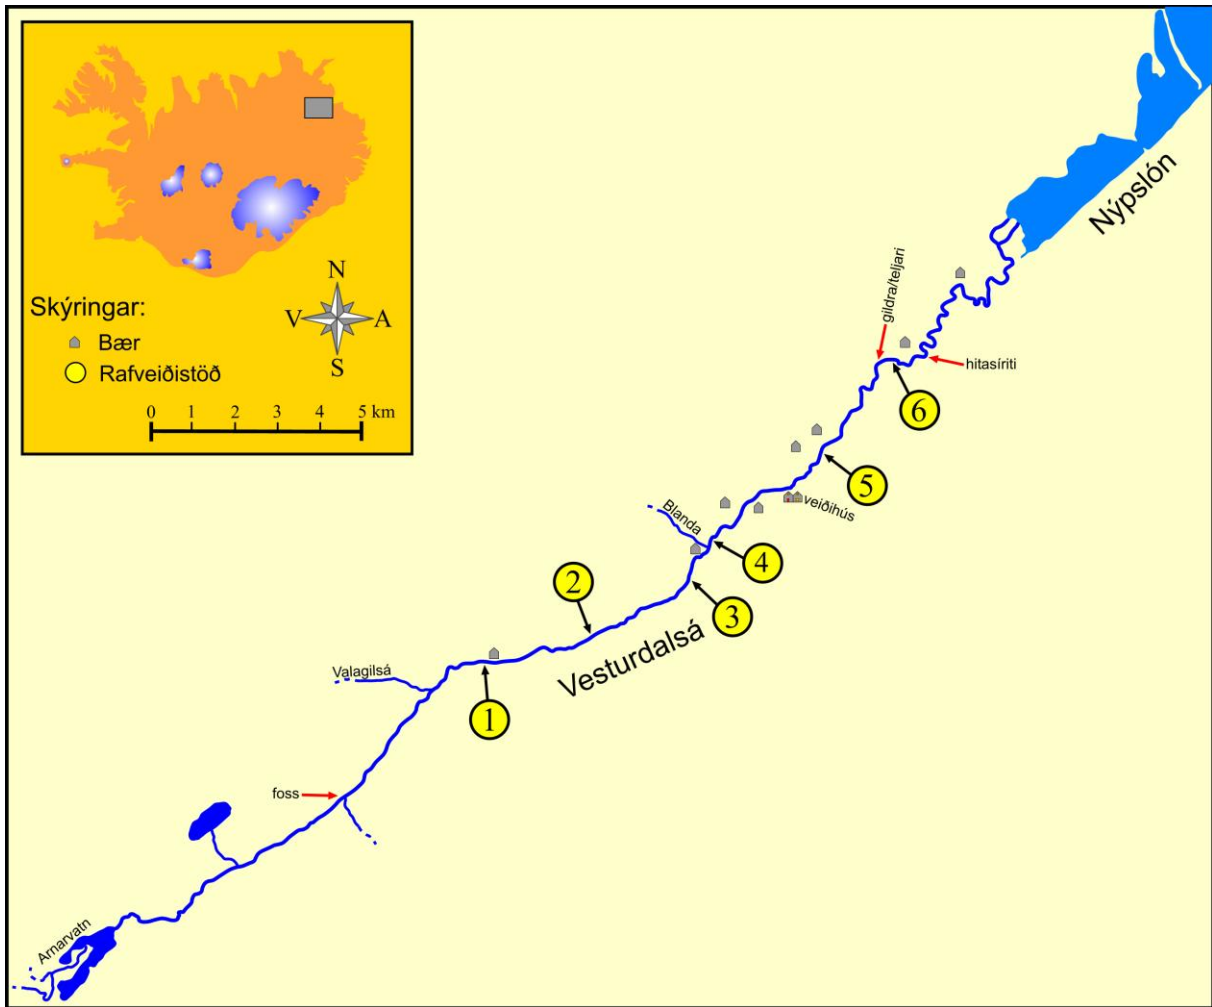 N
V A
S
Skýringar:
Bær
Rafveiðistöð
0 1 2 3 4 5 km
Nýpslón
gildra/teljari
hitasíriti
6
5
veiðihús
Blanda
4
2
3
Vesturdalsá
Valagilsá
1
foss
Arnarvatn